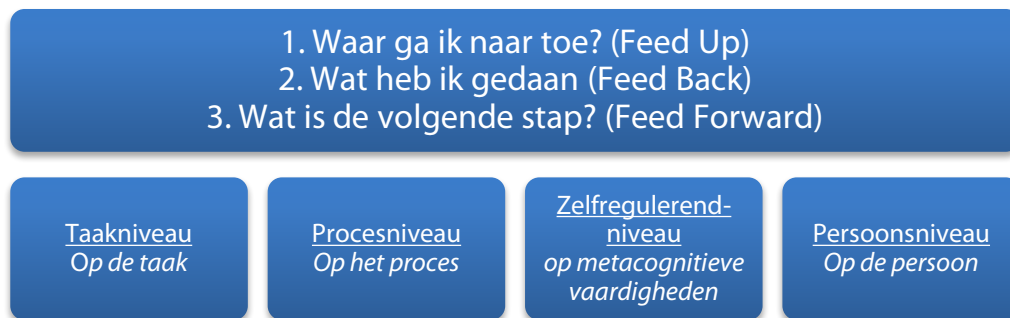 1. Waar ga ik naar toe? (Feed Up)
2. Wat heb ik gedaan (Feed Back)
3. Wat is de volgende stap? (Feed Forward)
Taakniveau
Op de taak
Procesniveau
Op het proces
Zelfregulerend-
niveau
op metacognitieve
vaardigheden
Persoonsniveau
Op de persoon